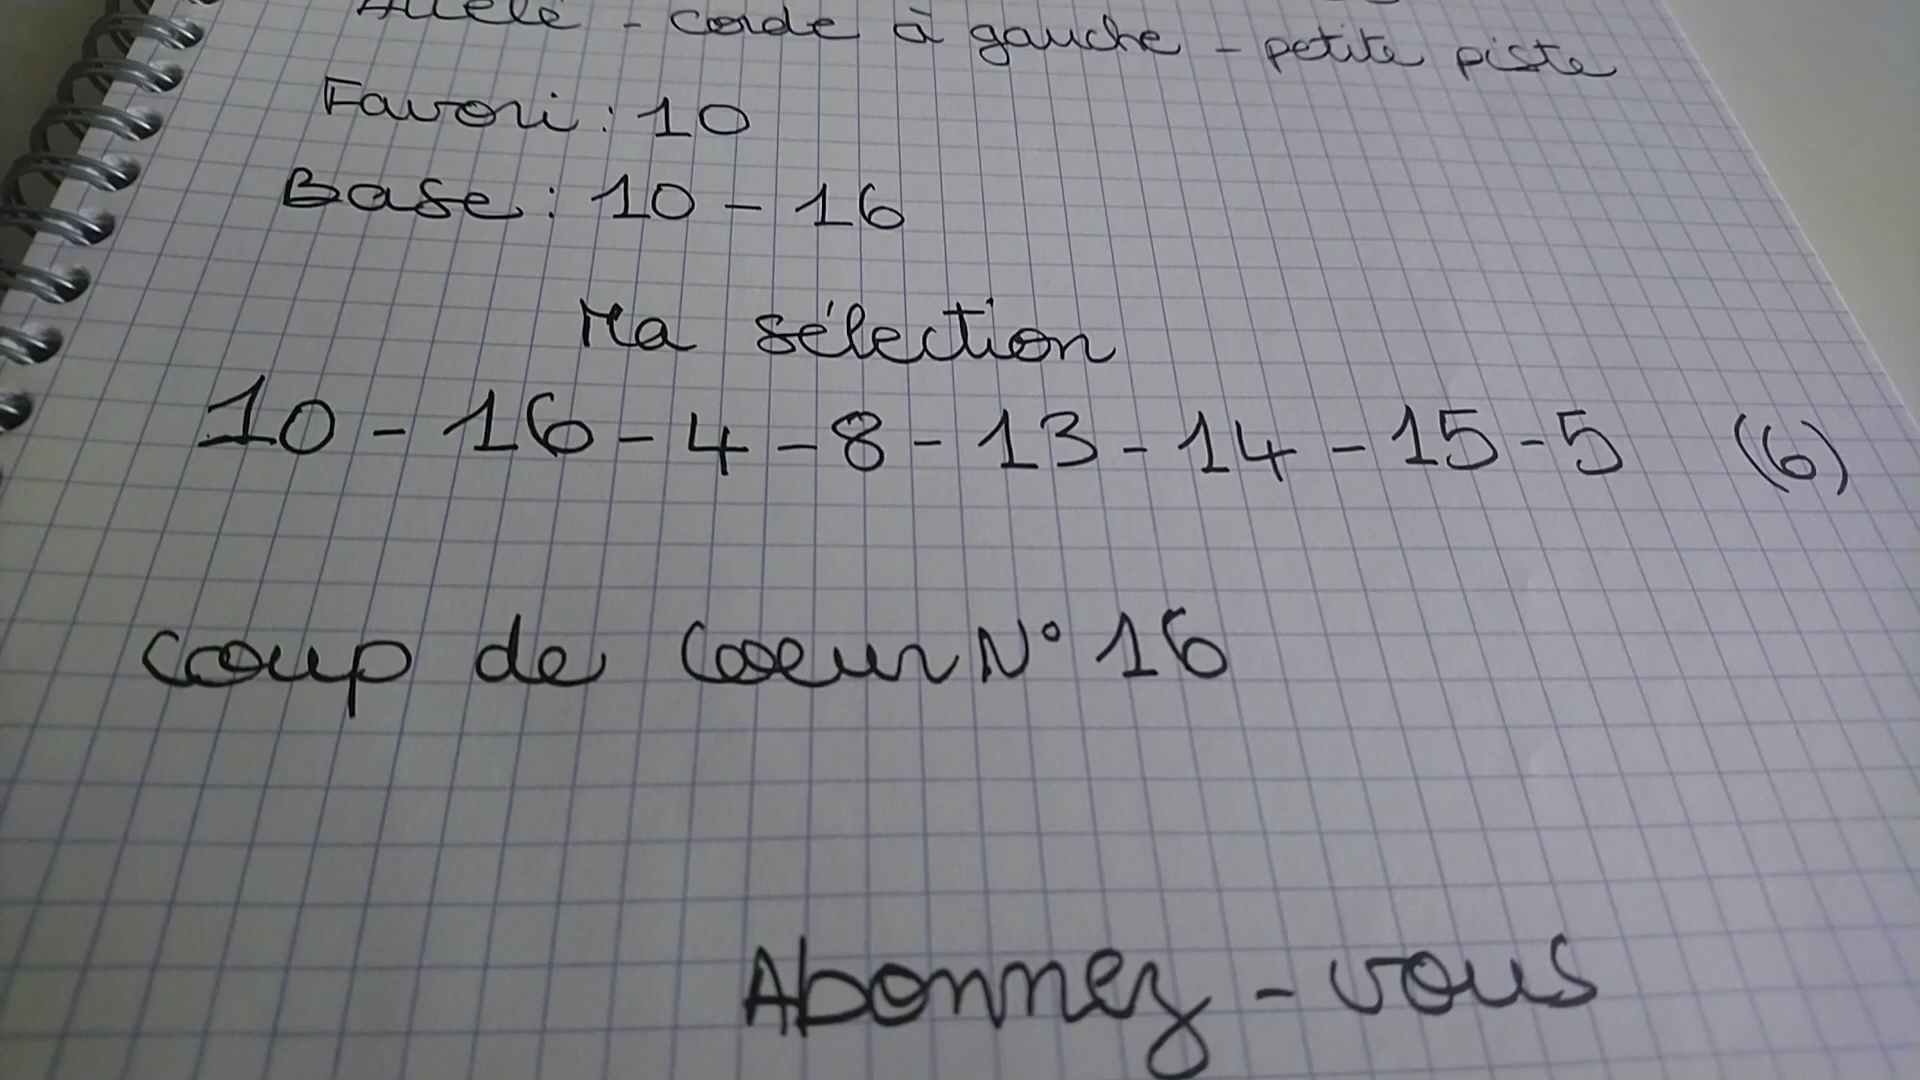 Attelé - corde à gauche - petite piste
Favori : 10
Base : 10 - 16
Ma sélection
10 - 16 - 4 - 8 - 13 - 14 - 15 - 5 (6)
coup de Coeur N° 16
Abonnez - vous